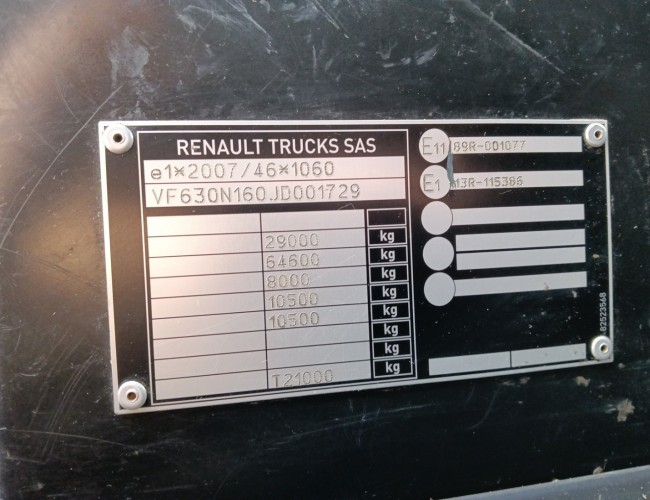 RENAULT TRUCKS SAS
e1*2007/46*1060
VF630N160JD001729
29000 kg
64600 kg
8000 kg
10500 kg
10500 kg
kg
kg
T21000 kg
E11 89R-001077
E1 13R-115386
82523568